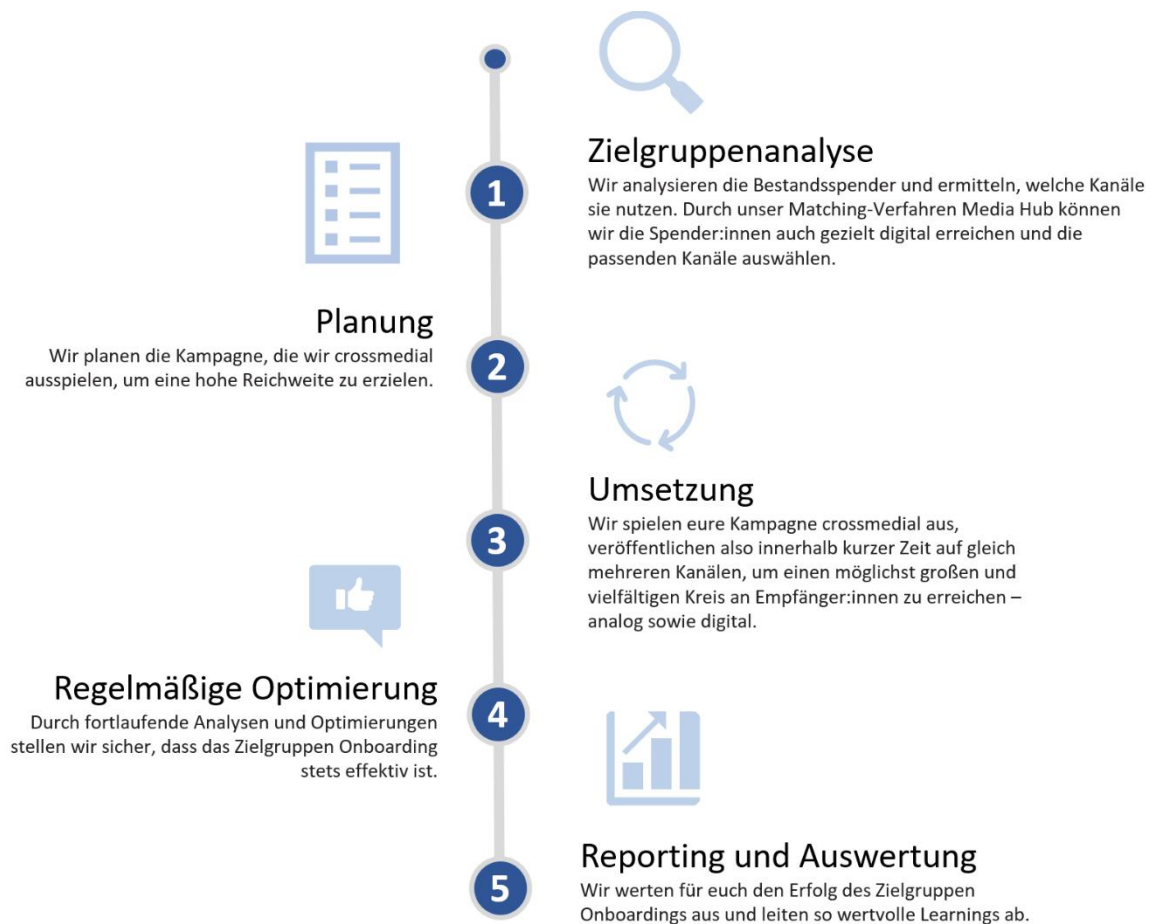 1
Zielgruppenanalyse
Wir analysieren die Bestandsspender und ermitteln, welche Kanäle
sie nutzen. Durch unser Matching-Verfahren Media Hub können
wir die Spender:innen auch gezielt digital erreichen und die
passenden Kanäle auswählen.
2
Planung
Wir planen die Kampagne, die wir crossmedial
ausspielen, um eine hohe Reichweite zu erzielen.
3
Umsetzung
Wir spielen eure Kampagne crossmedial aus,
veröffentlichen also innerhalb kurzer Zeit auf gleich
mehreren Kanälen, um einen möglichst großen und
vielfältigen Kreis an Empfänger:innen zu erreichen –
analog sowie digital.
4
Regelmäßige Optimierung
Durch fortlaufende Analysen und Optimierungen
stellen wir sicher, dass das Zielgruppen Onboarding
stets effektiv ist.
5
Reporting und Auswertung
Wir werten für euch den Erfolg des Zielgruppen
Onboardings aus und leiten so wertvolle Learnings ab.